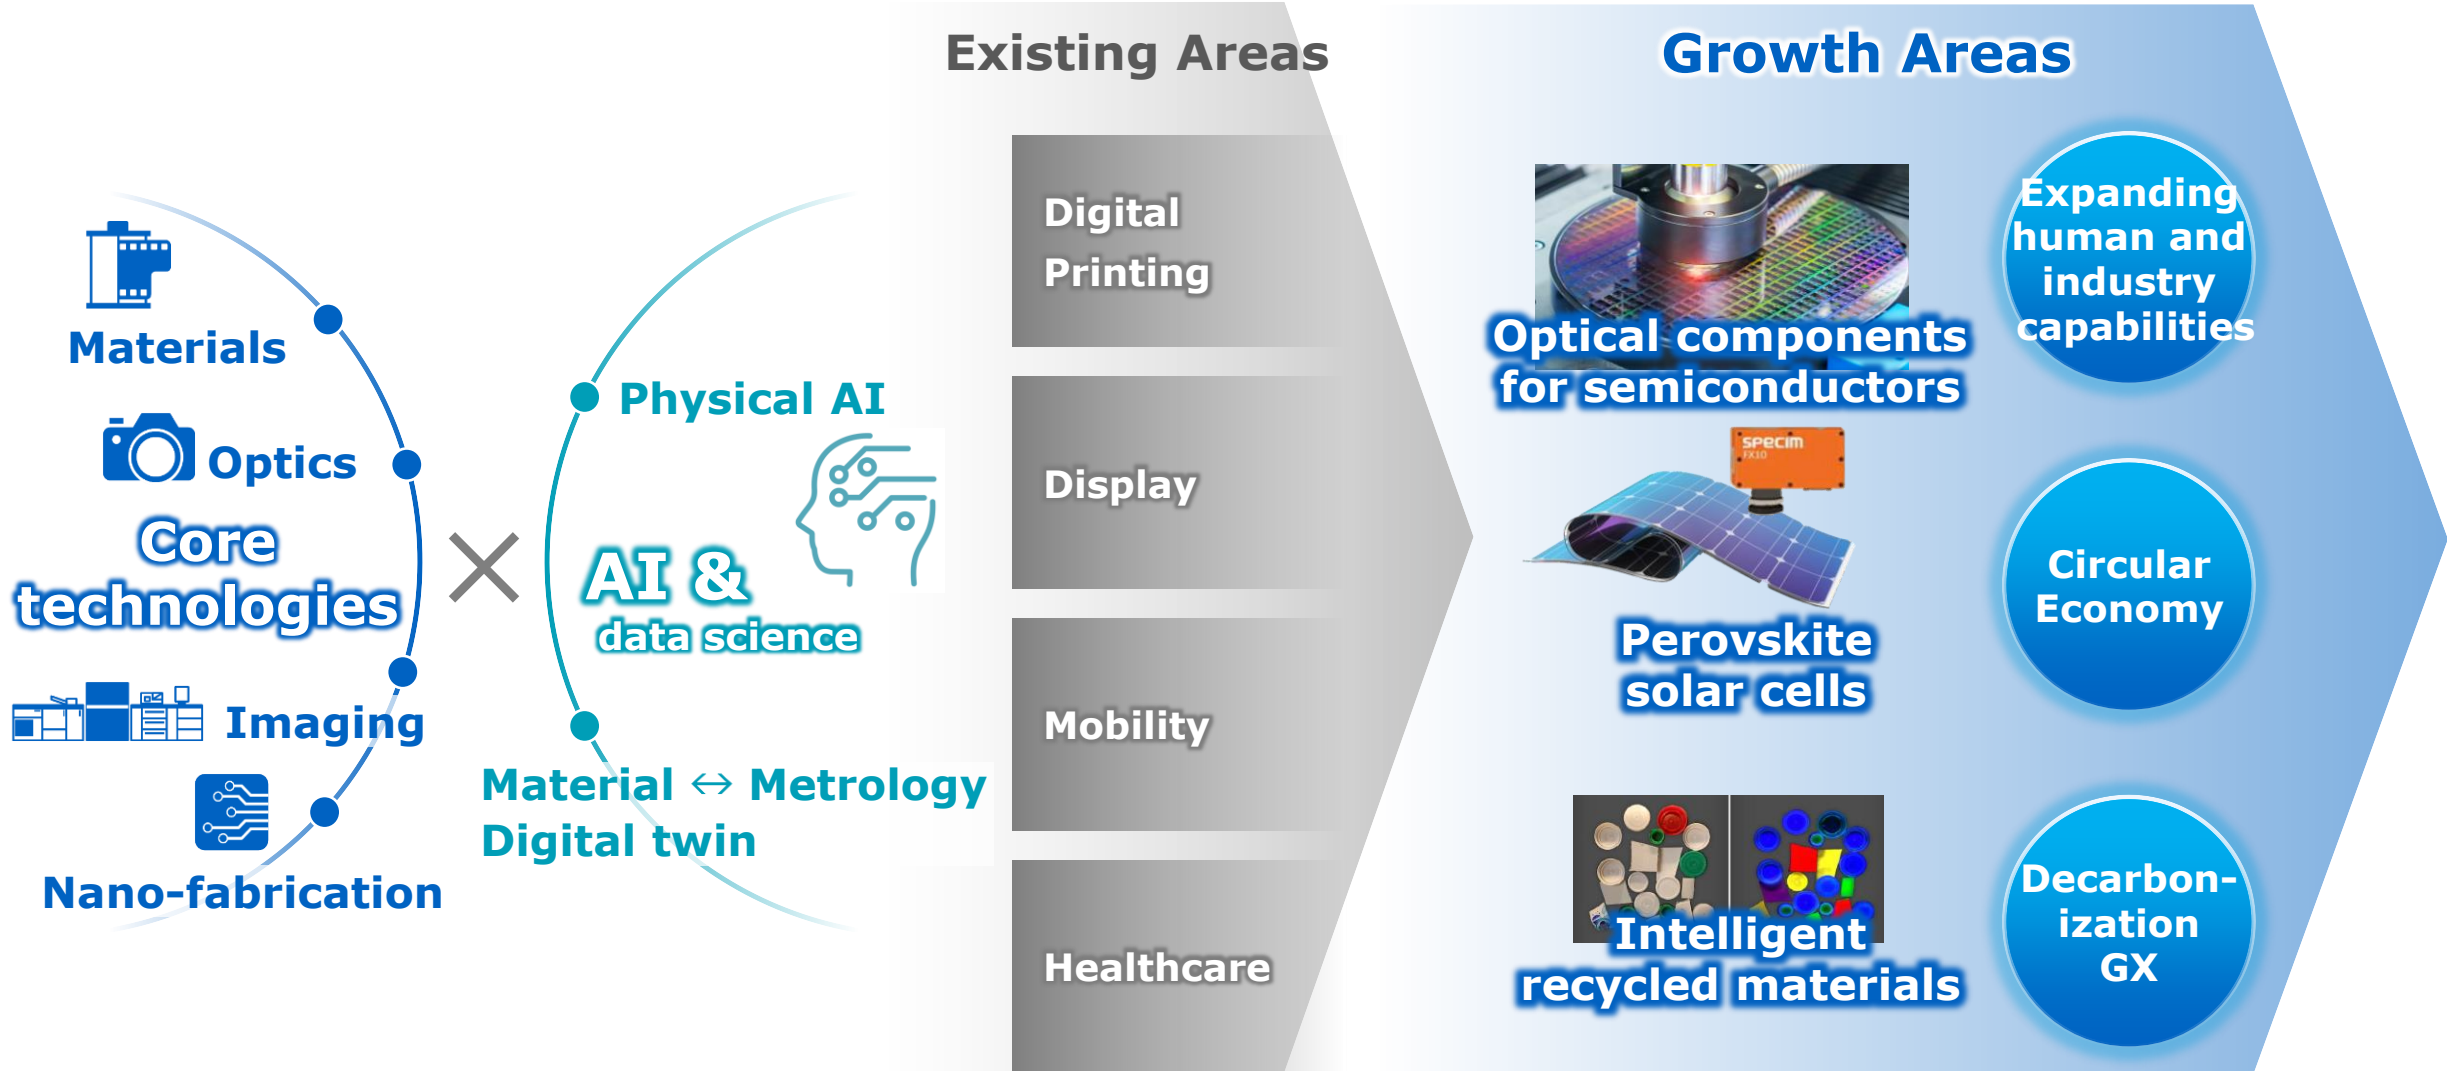 Existing Areas
Growth Areas
Materials
Optics
Core
technologies
Imaging
Nano-fabrication
Physical AI
AI &
data science
Material ↔ Metrology
Digital twin
Digital
Printing
Display
Mobility
Healthcare
Optical components
for semiconductors
SPECIM
FX10
Perovskite
solar cells
Intelligent
recycled materials
Expanding
human and
industry
capabilities
Circular
Economy
Decarbon-
ization
GX